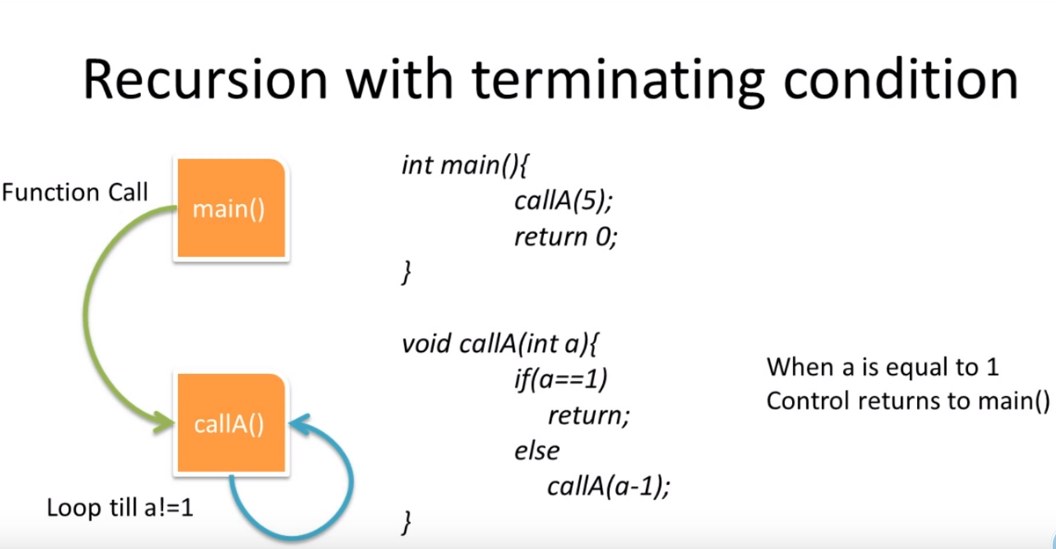 Recursion with terminating condition
Function Call
main()
callA()
Loop till a!=1
int main(){
callA(5);
return 0;
}
void callA(int a){
if(a==1)
return;
else
callA(a-1);
}
When a is equal to 1
Control returns to main()